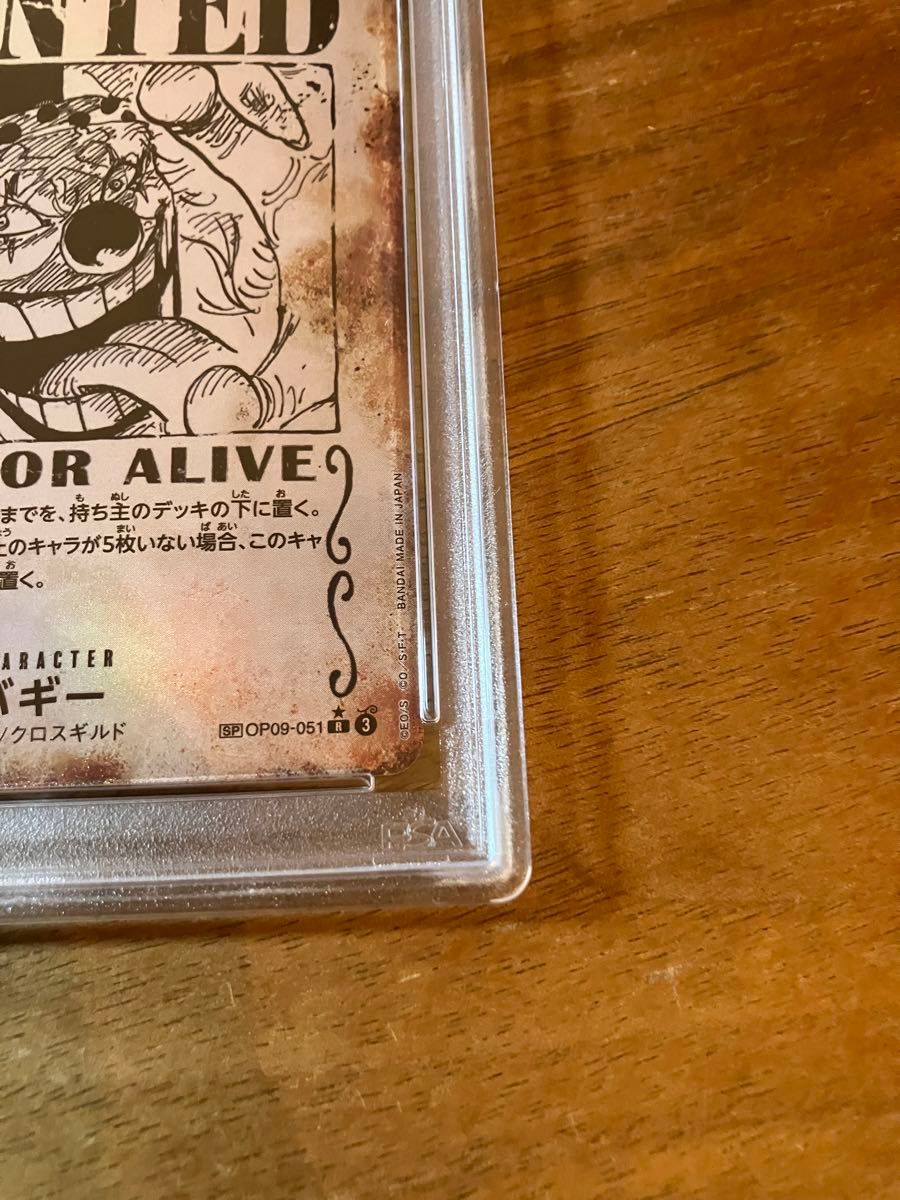 NTED
OR ALIVE
までを、持ち主のデッキの下に置く。
のキャラが5枚いない場合、このキャ
置く。
ARACTER
バギー
/クロスギルド
SP OP09-051 R 3
©EO/S ©O/S・F・T BANDAI MADE IN JAPAN
PSA